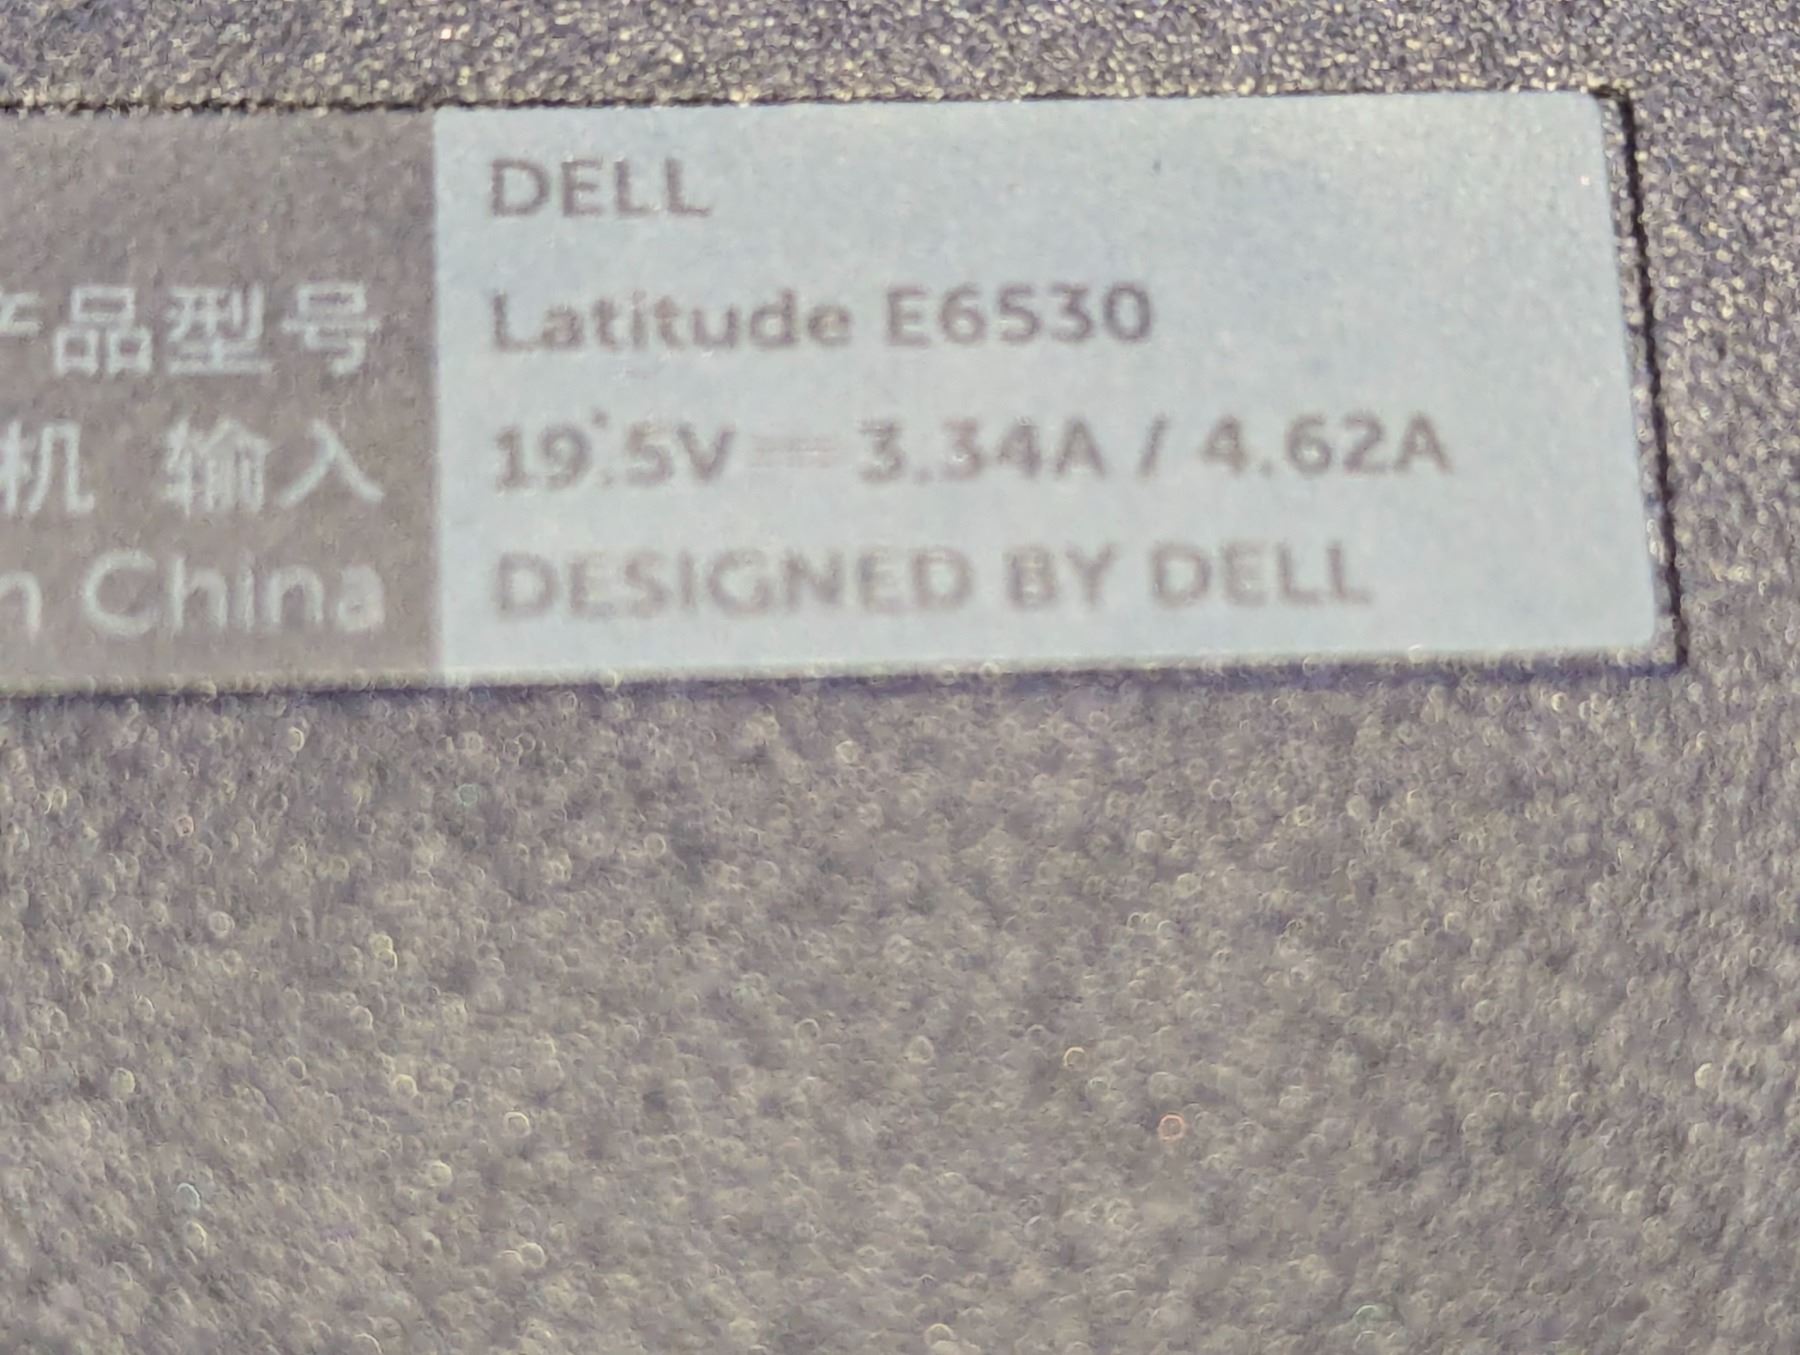 DELL
产品型号 Latitude E6530
机 输入 19.5V ⎓ 3.34A / 4.62A
China DESIGNED BY DELL